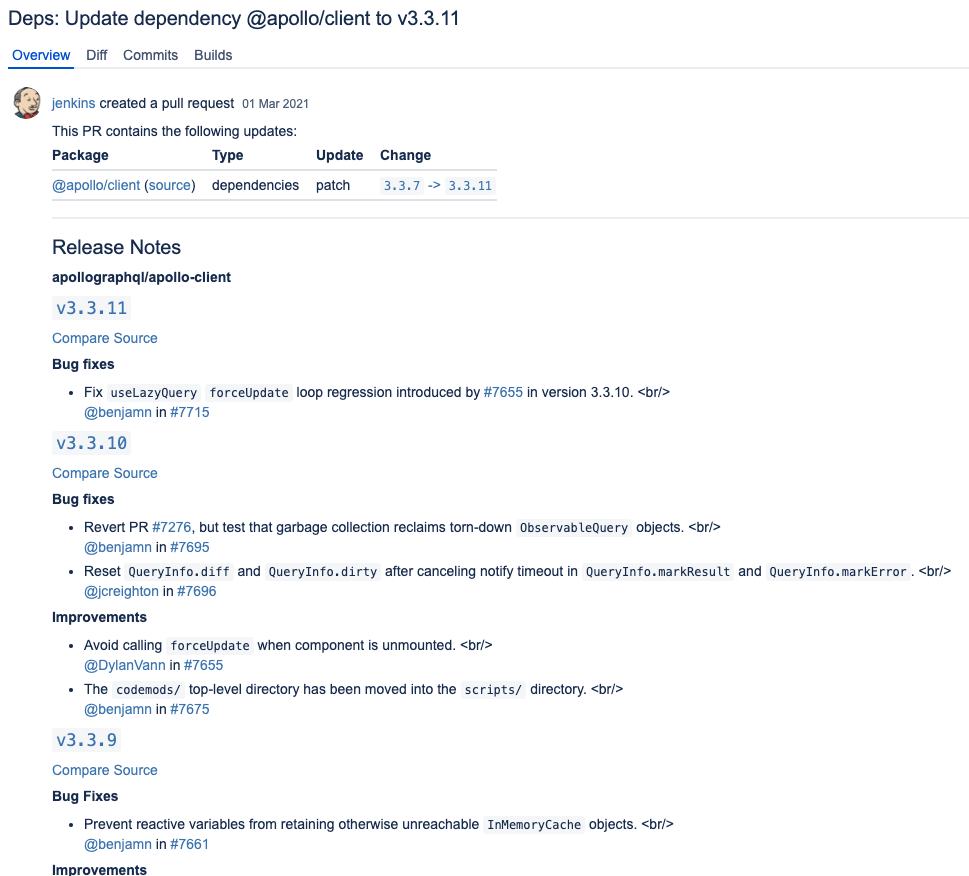 Deps: Update dependency @apollo/client to v3.3.11
Overview Diff Commits Builds
jenkins created a pull request 01 Mar 2021
This PR contains the following updates:
Package Type Update Change
@apollo/client (source) dependencies patch 3.3.7 -> 3.3.11
Release Notes
apollographql/apollo-client
v3.3.11
Compare Source
Bug fixes
• Fix useLazyQuery forceUpdate loop regression introduced by #7655 in version 3.3.10. <br/>
@benjamn in #7715
v3.3.10
Compare Source
Bug fixes
• Revert PR #7276, but test that garbage collection reclaims torn-down ObservableQuery objects. <br/>
@benjamn in #7695
• Reset QueryInfo.diff and QueryInfo.dirty after canceling notify timeout in QueryInfo.markResult and QueryInfo.markError. <br/>
@jcreighton in #7696
Improvements
• Avoid calling forceUpdate when component is unmounted. <br/>
@DylanVann in #7655
• The codemods/ top-level directory has been moved into the scripts/ directory. <br/>
@benjamn in #7675
v3.3.9
Compare Source
Bug Fixes
• Prevent reactive variables from retaining otherwise unreachable InMemoryCache objects. <br/>
@benjamn in #7661
Improvements